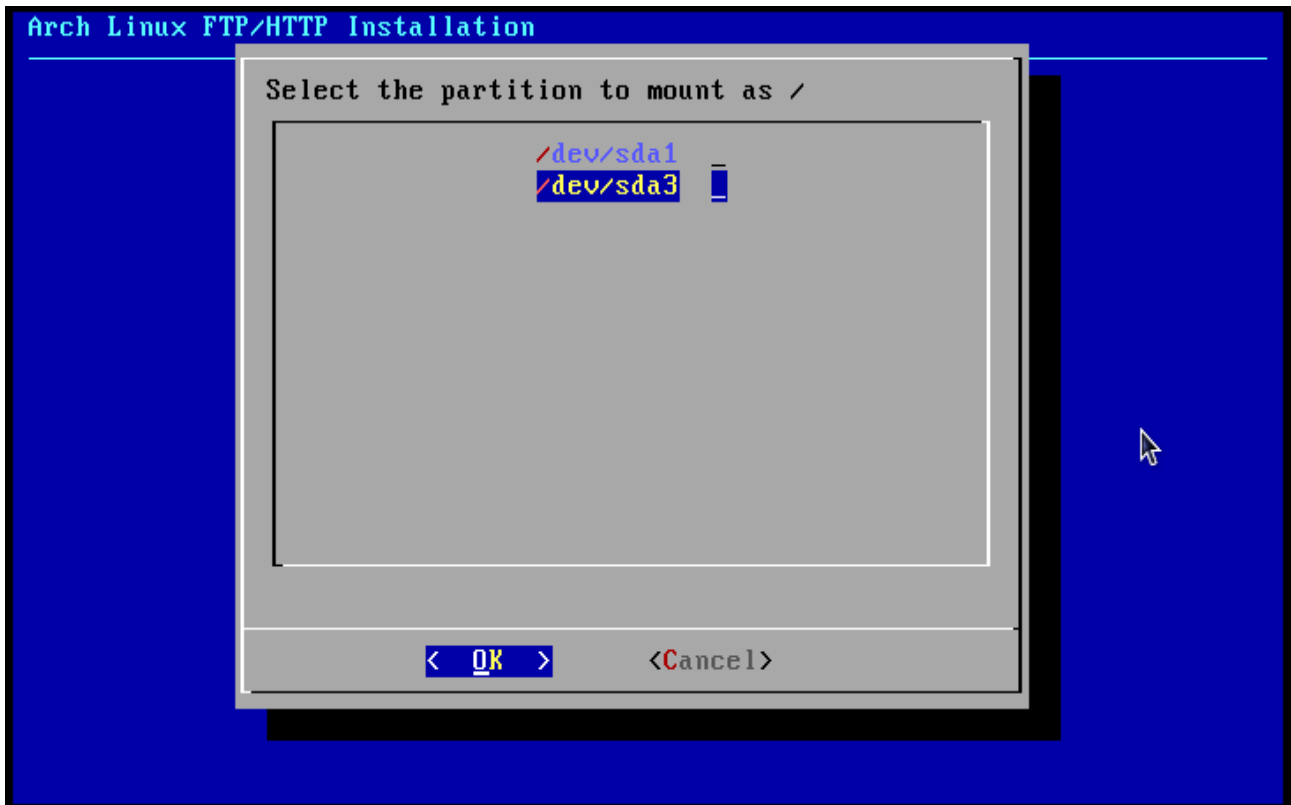 Arch Linux FTP/HTTP Installation
Select the partition to mount as /
/dev/sda1 _
/dev/sda3 _
< OK > <Cancel>